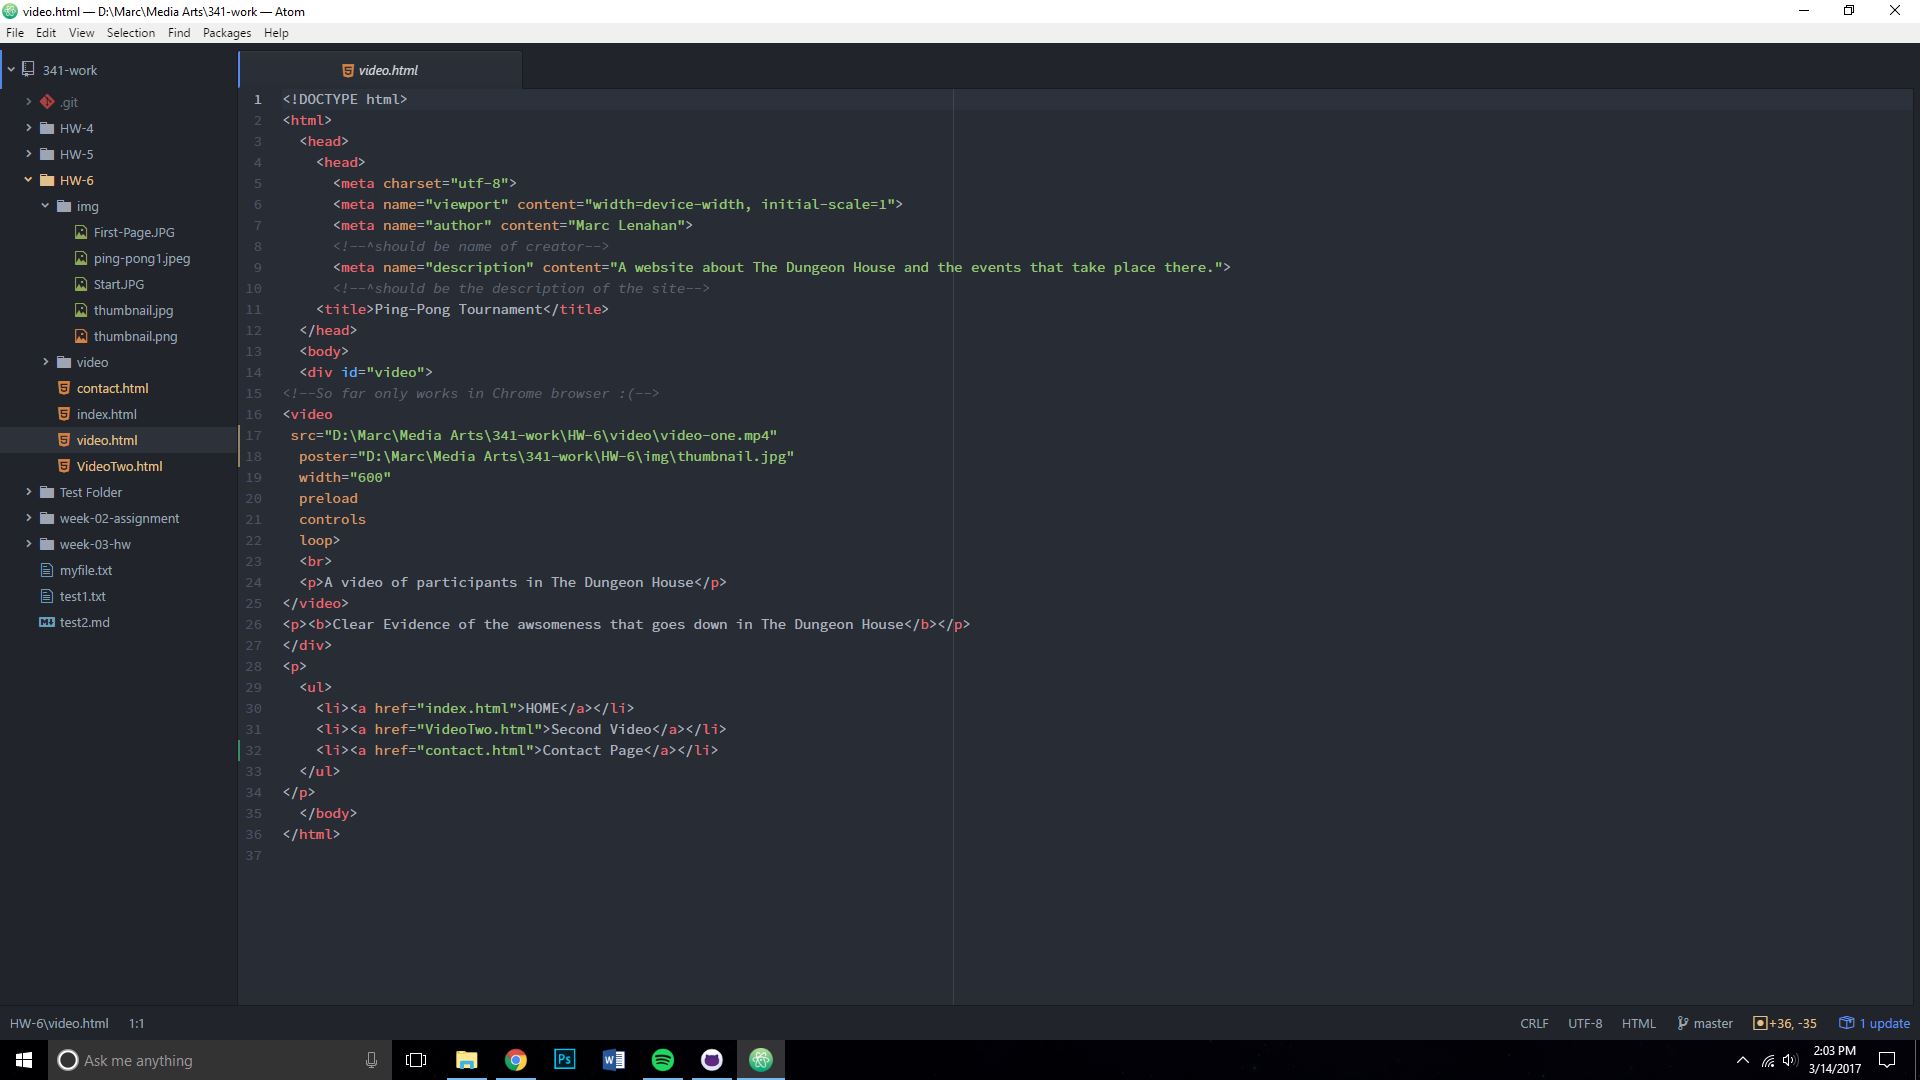 video.html — D:\Marc\Media Arts\341-work — Atom
File Edit View Selection Find Packages Help
341-work
.git
HW-4
HW-5
HW-6
img
First-Page.JPG
ping-pong1.jpeg
Start.JPG
thumbnail.jpg
thumbnail.png
video
contact.html
index.html
video.html
VideoTwo.html
Test Folder
week-02-assignment
week-03-hw
myfile.txt
test1.txt
test2.md
video.html
1 <!DOCTYPE html>
2 <html>
3 <head>
4 <head>
5 <meta charset="utf-8">
6 <meta name="viewport" content="width=device-width, initial-scale=1">
7 <meta name="author" content="Marc Lenahan">
8 <!--^should be name of creator-->
9 <meta name="description" content="A website about The Dungeon House and the events that take place there.">
10 <!--^should be the description of the site-->
11 <title>Ping-Pong Tournament</title>
12 </head>
13 <body>
14 <div id="video">
15 <!--So far only works in Chrome browser :(-->
16 <video
17 src="D:\Marc\Media Arts\341-work\HW-6\video\video-one.mp4"
18 poster="D:\Marc\Media Arts\341-work\HW-6\img\thumbnail.jpg"
19 width="600"
20 preload
21 controls
22 loop>
23 <br>
24 <p>A video of participants in The Dungeon House</p>
25 </video>
26 <p><b>Clear Evidence of the awsomeness that goes down in The Dungeon House</b></p>
27 </div>
28 <p>
29 <ul>
30 <li><a href="index.html">HOME</a></li>
31 <li><a href="VideoTwo.html">Second Video</a></li>
32 <li><a href="contact.html">Contact Page</a></li>
33 </ul>
34 </p>
35 </body>
36 </html>
37
HW-6\video.html 1:1 CRLF UTF-8 HTML master +36, -35 1 update
Ask me anything
Ps
W
2:03 PM
3/14/2017